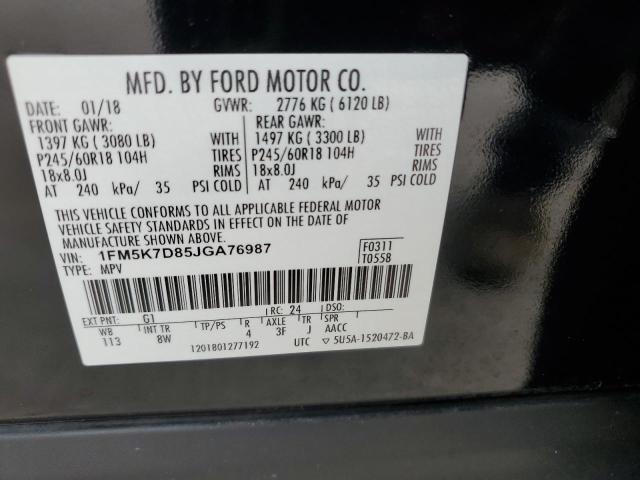 MFD. BY FORD MOTOR CO.
DATE: 01/18 GVWR: 2776 KG ( 6120 LB)
FRONT GAWR: REAR GAWR:
1397 KG ( 3080 LB) WITH 1497 KG ( 3300 LB) WITH
P245/60R18 104H TIRES P245/60R18 104H TIRES
18x8.0J RIMS 18x8.0J RIMS
AT 240 kPa/ 35 PSI COLD AT 240 kPa/ 35 PSI COLD
THIS VEHICLE CONFORMS TO ALL APPLICABLE FEDERAL MOTOR
VEHICLE SAFETY STANDARDS IN EFFECT ON THE DATE OF
MANUFACTURE SHOWN ABOVE.
VIN: 1FM5K7D85JGA76987 F0311
TYPE: MPV T0558
EXT PNT: G1 RC: 24 DSO:
WB INT TR TP/PS R AXLE TR SPR
113 8W 4 3F J AACC
1201801277192 UTC ▽ 5U5A-1520472-BA